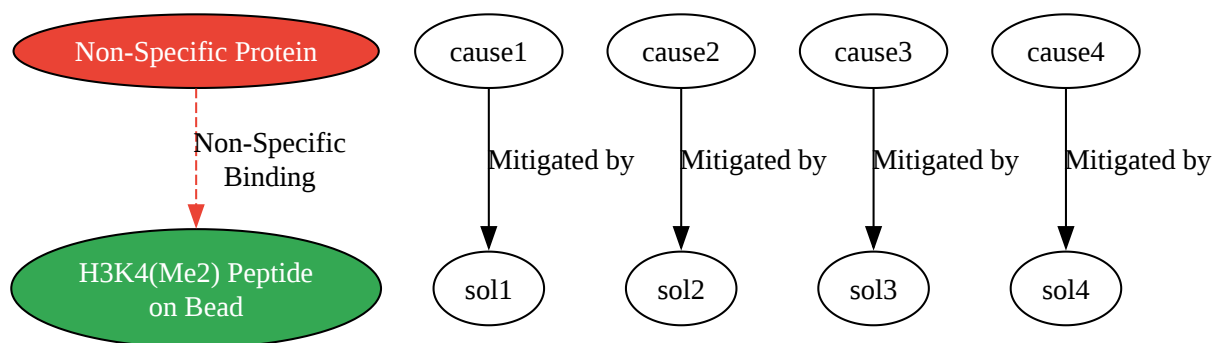 Non-Specific Protein
cause1
cause2
cause3
cause4
Non-Specific
Binding
Mitigated by
Mitigated by
Mitigated by
Mitigated by
H3K4(Me2) Peptide
on Bead
sol1
sol2
sol3
sol4